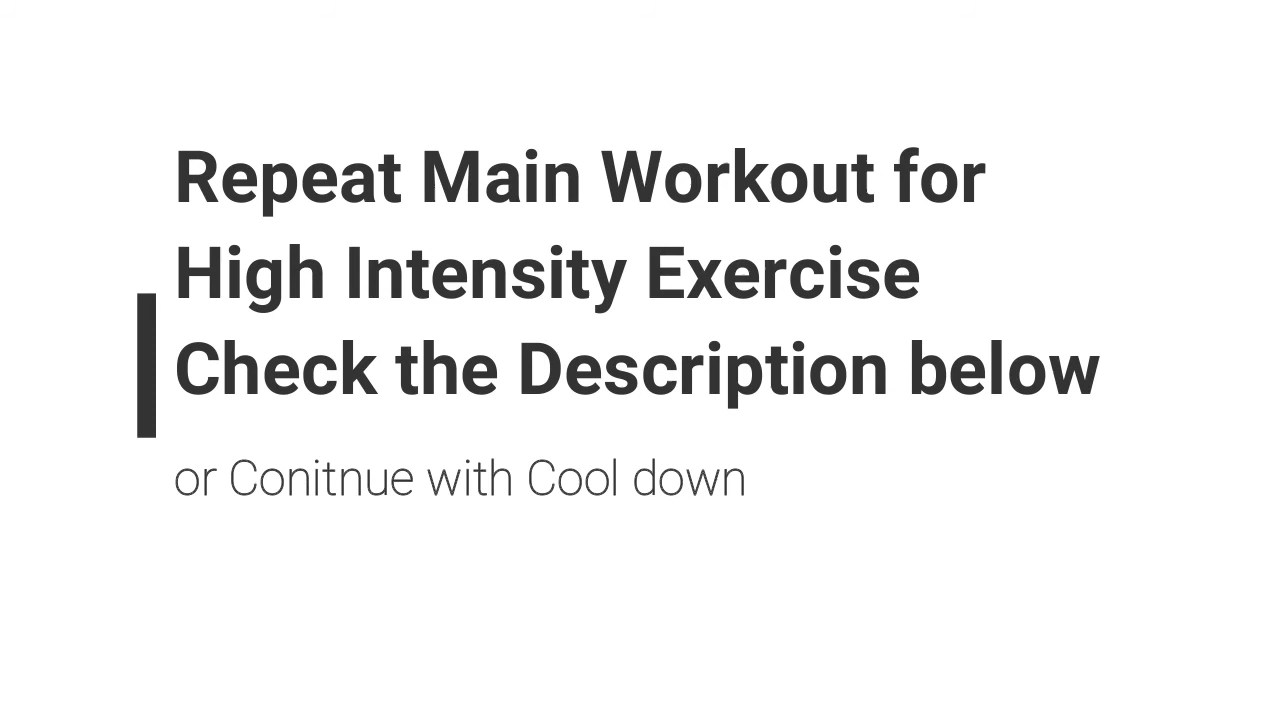 Repeat Main Workout for
High Intensity Exercise
Check the Description below
or Conitnue with Cool down